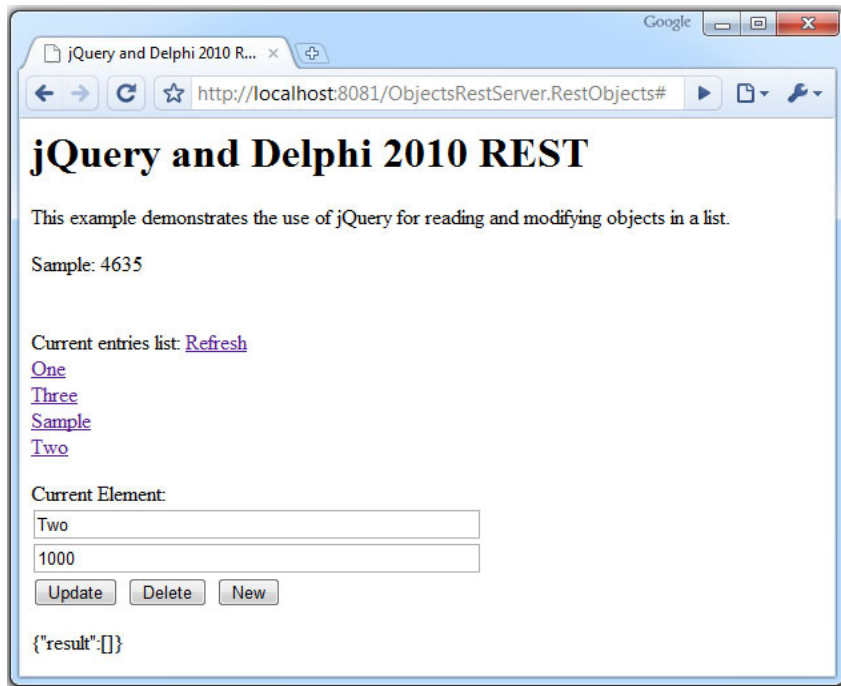 Google
jQuery and Delphi 2010 R...
http://localhost:8081/ObjectsRestServer.RestObjects#
jQuery and Delphi 2010 REST
This example demonstrates the use of jQuery for reading and modifying objects in a list.
Sample: 4635
Current entries list: Refresh
One
Three
Sample
Two
Current Element:
Two
1000
Update Delete New
{"result":[]}